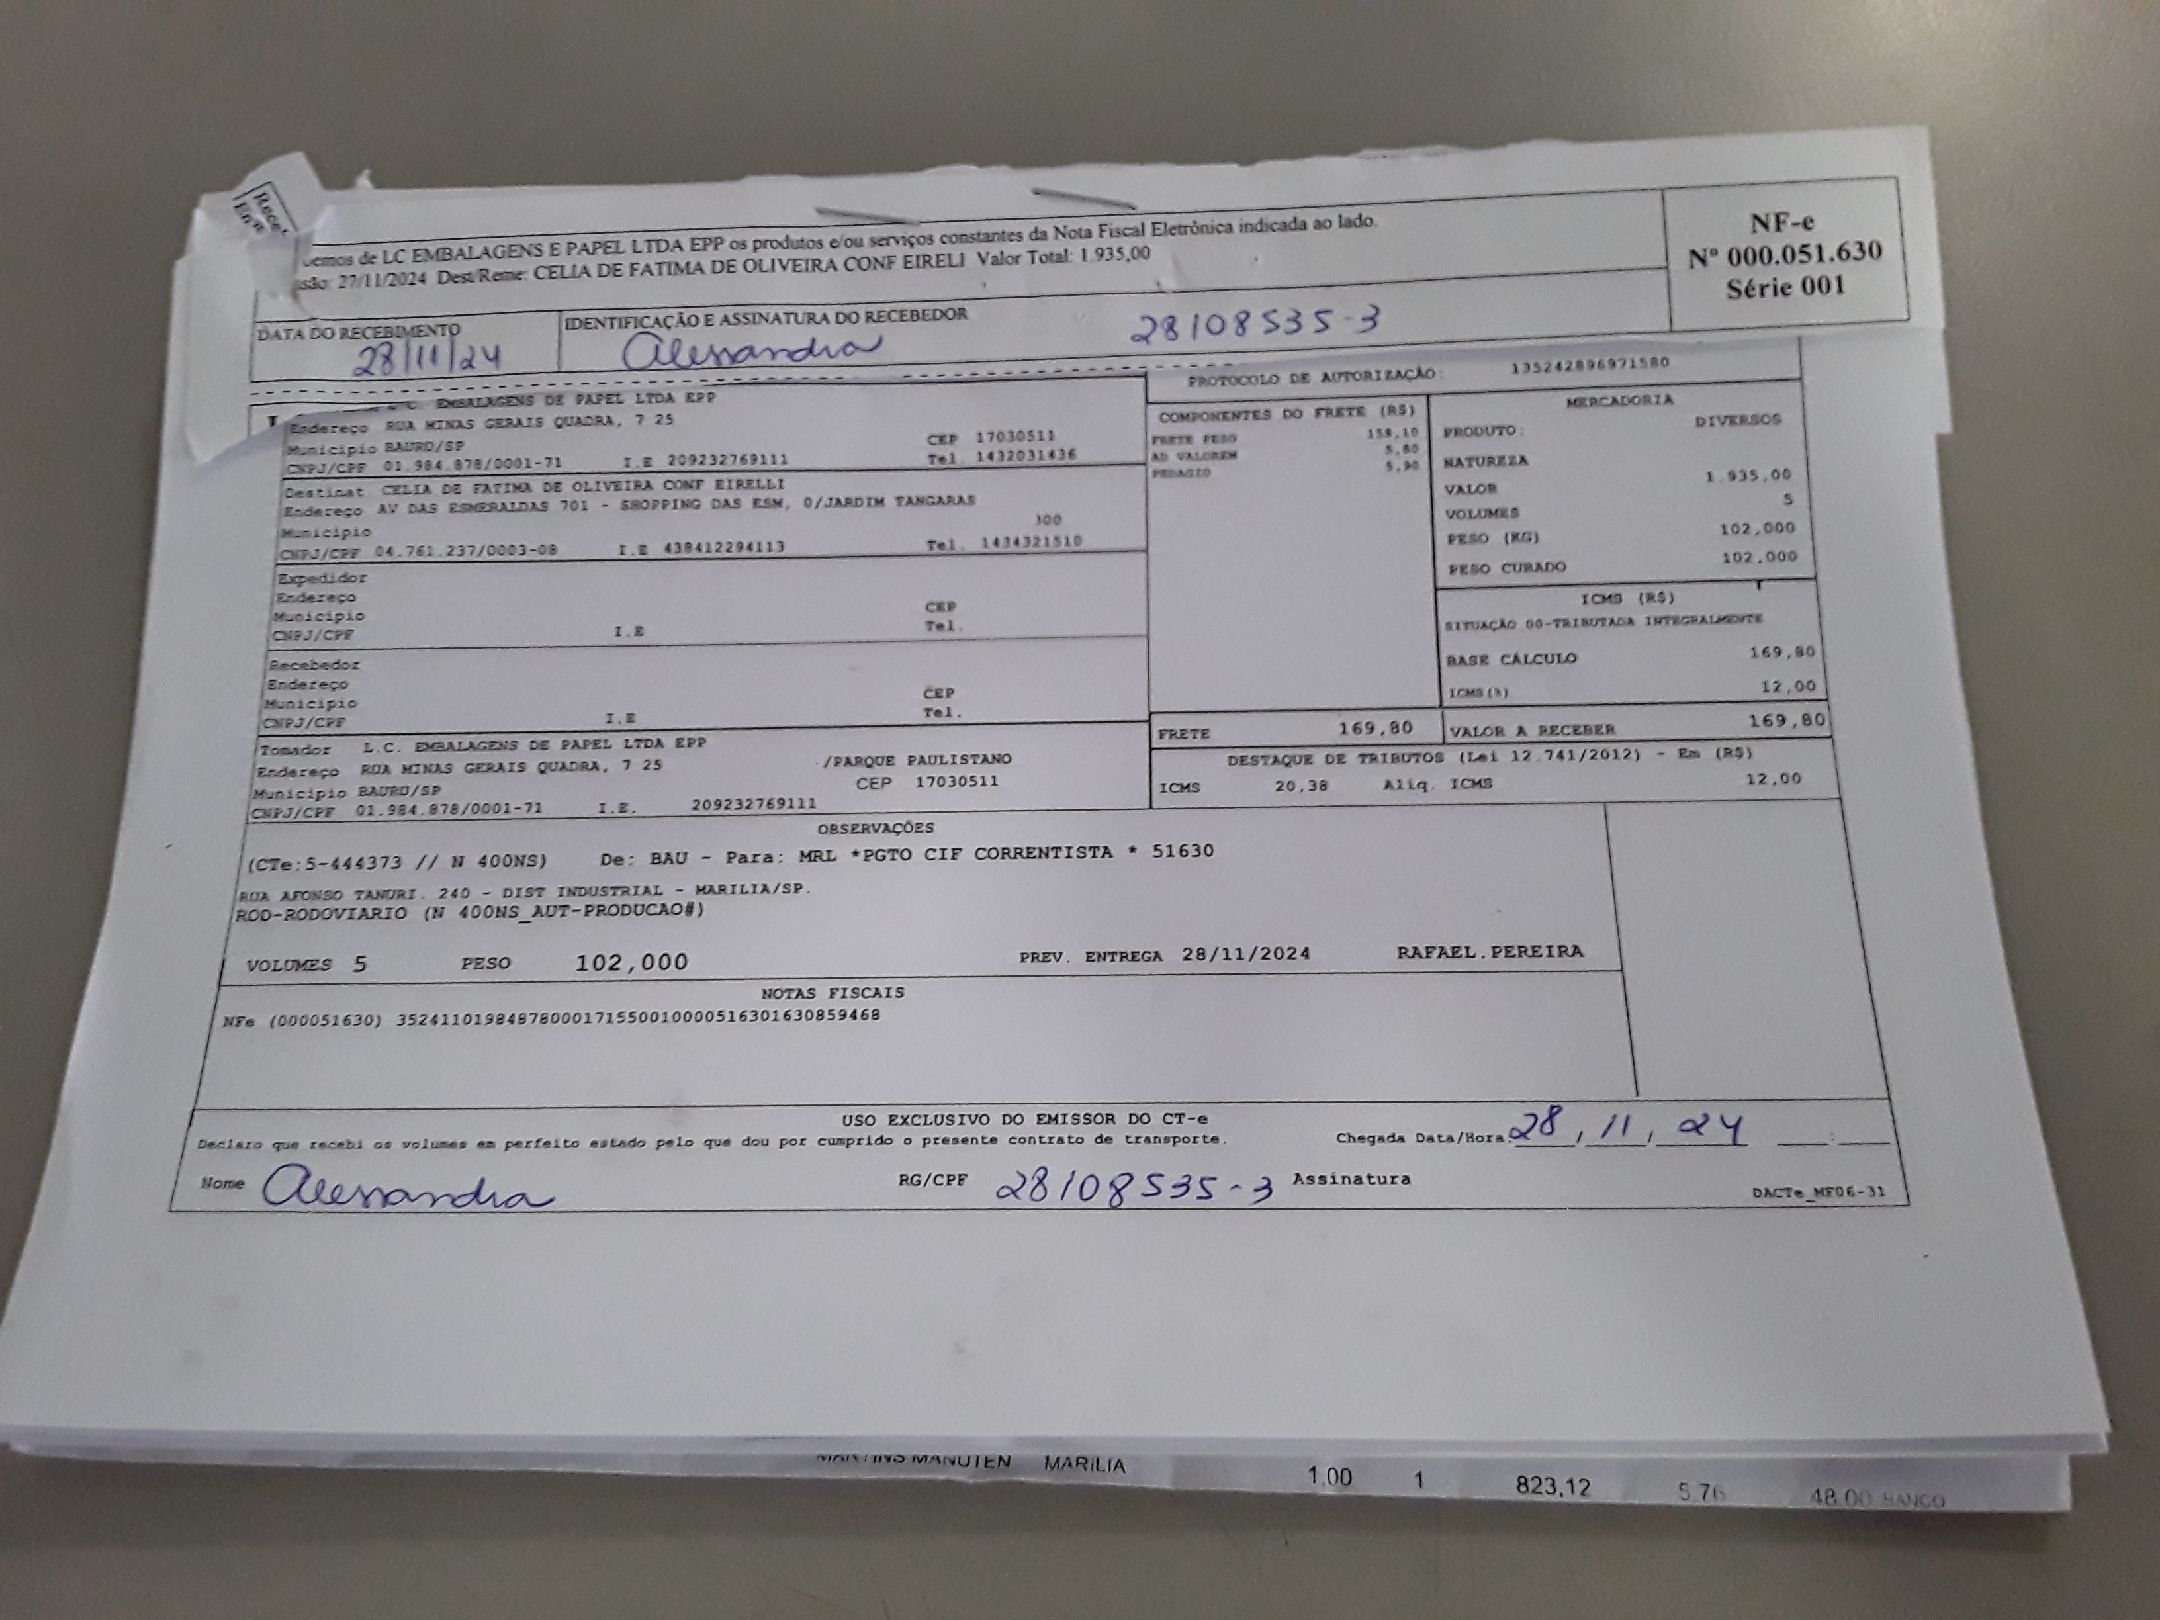 Rece
En
emos de LC EMBALAGENS E PAPEL LTDA EPP os produtos e/ou serviços constantes da Nota Fiscal Eletrônica indicada ao lado.
ssão: 27/11/2024 Dest/Reme: CELIA DE FATIMA DE OLIVEIRA CONF EIRELI Valor Total: 1.935,00
NF-e
Nº 000.051.630
Série 001
DATA DO RECEBIMENTO
28/11/24
IDENTIFICAÇÃO E ASSINATURA DO RECEBEDOR
Alessandra 28108535-3
L.C. EMBALAGENS DE PAPEL LTDA EPP
Endereço RUA MINAS GERAIS QUADRA, 7 25
Municipio BAURU/SP CEP 17030511
CNPJ/CPF 01.984.878/0001-71 I.E 209232769111 Tel. 1432031436
Destinat. CELIA DE FATIMA DE OLIVEIRA CONF EIRELLI
Endereço AV DAS ESMERALDAS 701 - SHOPPING DAS ESM, 0/JARDIM TANGARAS
Municipio 300
CNPJ/CPF 04.761.237/0003-08 I.E 438412294113 Tel. 1434321510
Expedidor
Endereço
Municipio CEP
CNPJ/CPF I.E Tel.
Recebedor
Endereço
Municipio CEP
CNPJ/CPF I.E Tel.
Tomador L.C. EMBALAGENS DE PAPEL LTDA EPP
Endereço RUA MINAS GERAIS QUADRA, 7 25 /PARQUE PAULISTANO
Municipio BAURU/SP CEP 17030511
CNPJ/CPF 01.984.878/0001-71 I.E. 209232769111
PROTOCOLO DE AUTORIZAÇÃO: 135242896971580
COMPONENTES DO FRETE (R$)
FRETE PESO 158,10
AD VALOREM 5,80
PEDAGIO 5,90
MERCADORIA
PRODUTO: DIVERSOS
NATUREZA
VALOR 1.935,00
VOLUMES 5
PESO (KG) 102,000
PESO CUBADO 102,000
ICMS (R$)
SITUAÇÃO 00-TRIBUTADA INTEGRALMENTE
BASE CÁLCULO 169,80
ICMS(%) 12,00
FRETE 169,80 VALOR A RECEBER 169,80
DESTAQUE DE TRIBUTOS (Lei 12.741/2012) - Em (R$)
ICMS 20,38 Aliq. ICMS 12,00
OBSERVAÇÕES
(CTe:5-444373 // N 400NS) De: BAU - Para: MRL *PGTO CIF CORRENTISTA * 51630
RUA AFONSO TANURI. 240 - DIST INDUSTRIAL - MARILIA/SP.
ROD-RODOVIARIO (N 400NS_AUT-PRODUCAO#)
VOLUMES 5 PESO 102,000 PREV. ENTREGA 28/11/2024 RAFAEL.PEREIRA
NOTAS FISCAIS
NFe (000051630) 35241101984878000171550010000516301630859468
USO EXCLUSIVO DO EMISSOR DO CT-e
Declaro que recebi os volumes em perfeito estado pelo que dou por cumprido o presente contrato de transporte. Chegada Data/Hora: 28/11/24 __:__
Nome Alessandra RG/CPF 28108535-3 Assinatura
DACTe_MF06-31
MARTINS MANUTEN MARILIA 1,00 1 823,12 5,76 48,00 BANCO